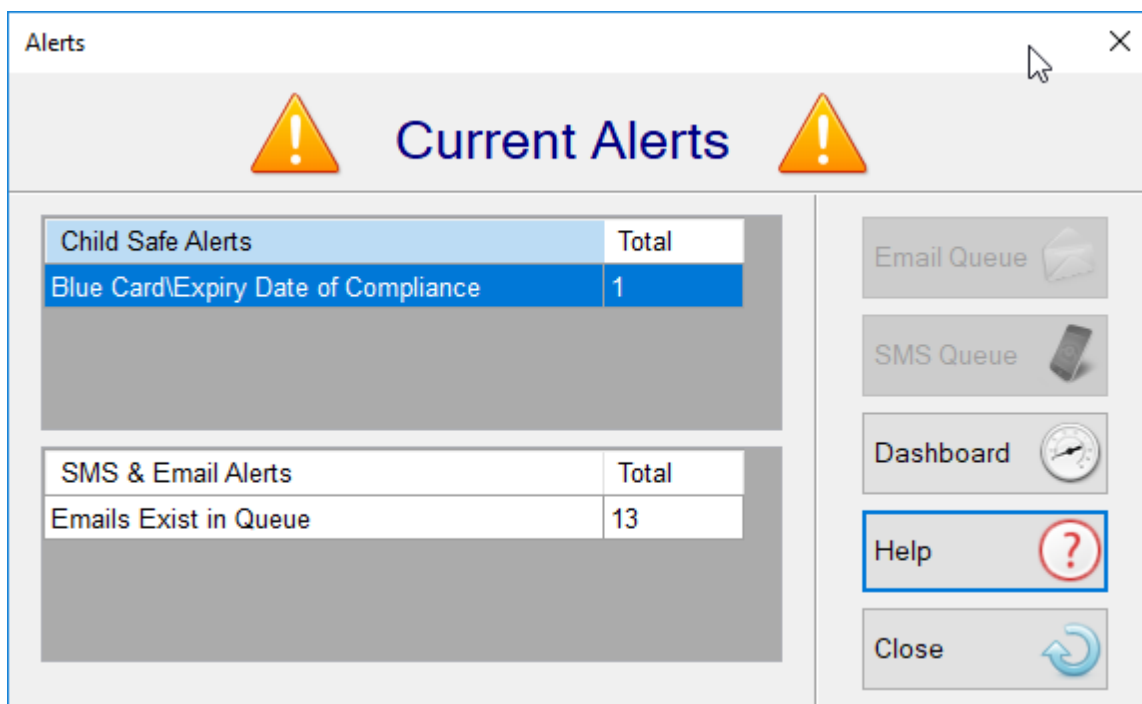 Alerts
Current Alerts
Child Safe Alerts Total
Blue Card\Expiry Date of Compliance 1
SMS & Email Alerts Total
Emails Exist in Queue 13
Email Queue
SMS Queue
Dashboard
Help
Close